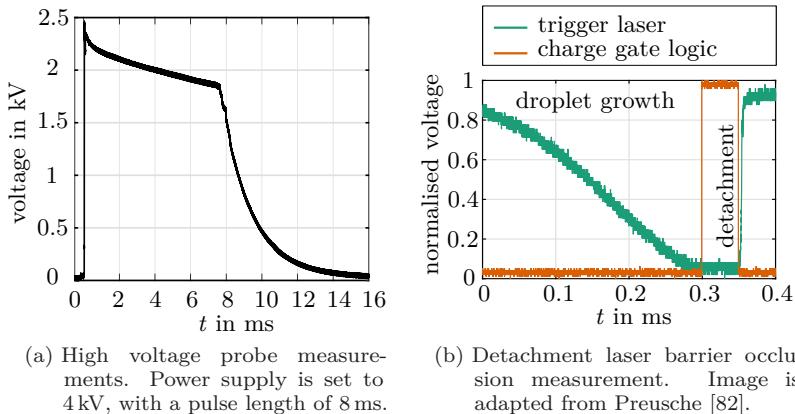 2.5
2
1.5
1
0.5
0
voltage in kV
0 2 4 6 8 10 12 14 16
t in ms
(a) High voltage probe measure-
ments. Power supply is set to
4 kV, with a pulse length of 8 ms.
trigger laser
charge gate logic
1
0.8
0.6
0.4
0.2
0
normalised voltage
droplet growth
detachment
0 0.1 0.2 0.3 0.4
t in ms
(b) Detachment laser barrier occlu
sion measurement. Image is
adapted from Preusche [82].